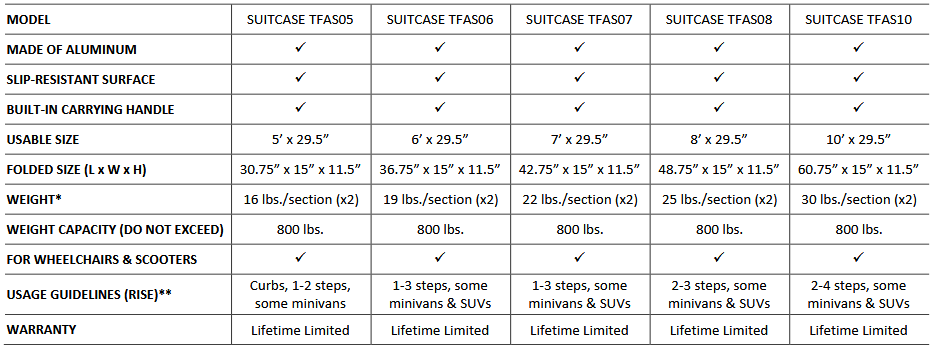 MODEL SUITCASE TFAS05 SUITCASE TFAS06 SUITCASE TFAS07 SUITCASE TFAS08 SUITCASE TFAS10
MADE OF ALUMINUM ✓ ✓ ✓ ✓ ✓
SLIP-RESISTANT SURFACE ✓ ✓ ✓ ✓ ✓
BUILT-IN CARRYING HANDLE ✓ ✓ ✓ ✓ ✓
USABLE SIZE 5’ x 29.5” 6’ x 29.5” 7’ x 29.5” 8’ x 29.5” 10’ x 29.5”
FOLDED SIZE (L x W x H) 30.75” x 15” x 11.5” 36.75” x 15” x 11.5” 42.75” x 15” x 11.5” 48.75” x 15” x 11.5” 60.75” x 15” x 11.5”
WEIGHT* 16 lbs./section (x2) 19 lbs./section (x2) 22 lbs./section (x2) 25 lbs./section (x2) 30 lbs./section (x2)
WEIGHT CAPACITY (DO NOT EXCEED) 800 lbs. 800 lbs. 800 lbs. 800 lbs. 800 lbs.
FOR WHEELCHAIRS & SCOOTERS ✓ ✓ ✓ ✓ ✓
USAGE GUIDELINES (RISE)** Curbs, 1-2 steps, 1-3 steps, some 1-3 steps, some 2-3 steps, some 2-4 steps, some
some minivans minivans & SUVs minivans & SUVs minivans & SUVs minivans & SUVs
WARRANTY Lifetime Limited Lifetime Limited Lifetime Limited Lifetime Limited Lifetime Limited